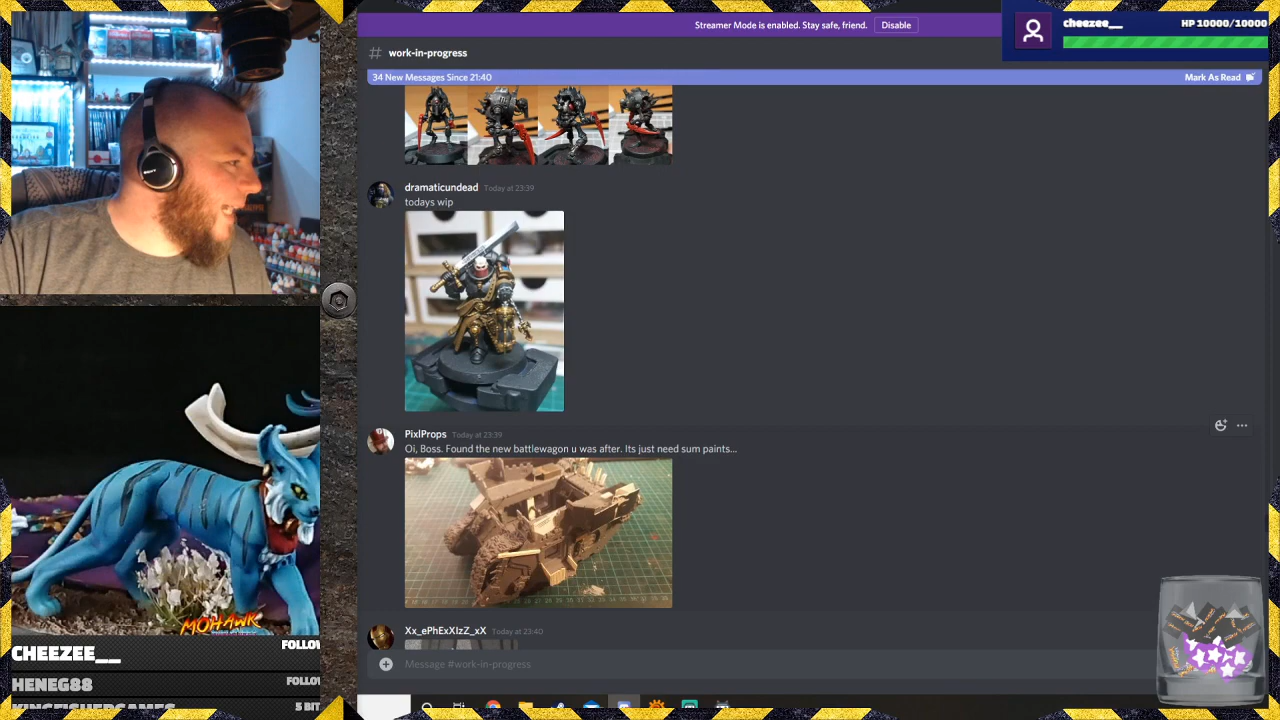 Streamer Mode is enabled. Stay safe, friend. Disable
cheezee__ HP 10000/10000
# work-in-progress
34 New Messages Since 21:40 Mark As Read
dramaticundead Today at 23:39
todays wip
PixlProps Today at 23:39
Oi, Boss. Found the new battlewagon u was after. Its just need sum paints...
Xx_ePhExXIzZ_xX Today at 23:40
Message #work-in-progress
SONY
MOHAWK
CHEEZEE__ FOLLOW
HENEG88 FOLLOW
KINGFISHERGAMES 5 BIT